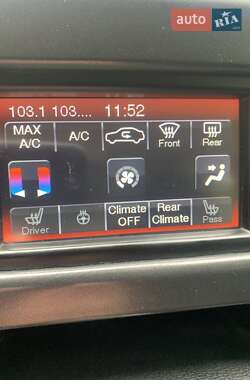 auto RIA
103.1 103.... 11:52
MAX A/C
A/C
Front
Rear
Driver
Climate OFF
Rear Climate
Pass